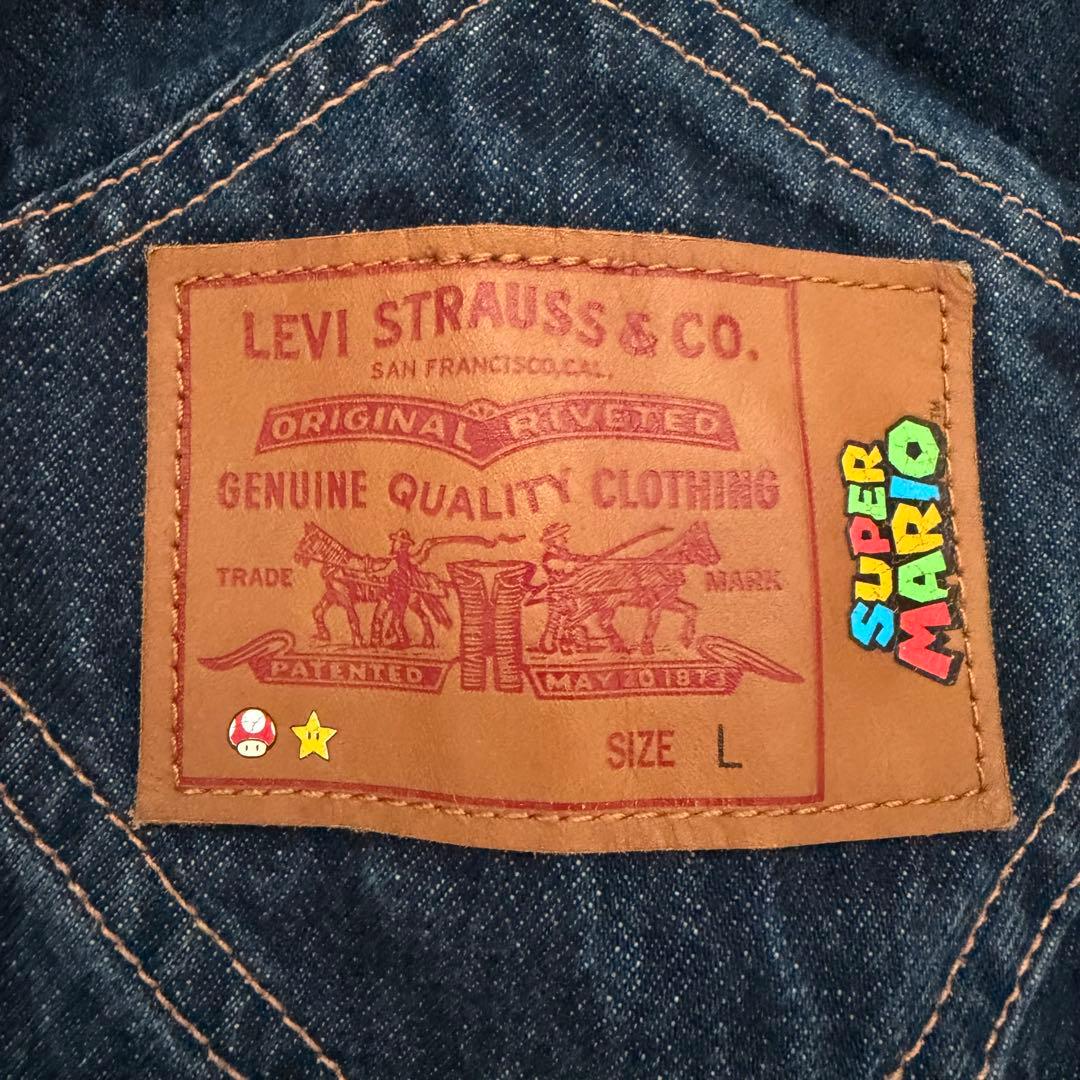 LEVI STRAUSS & CO.
SAN FRANCISCO,CAL.
ORIGINAL RIVETED
GENUINE QUALITY CLOTHING
TRADE MARK
PATENTED MAY 20 1873
SIZE L
SUPER
MARIO™